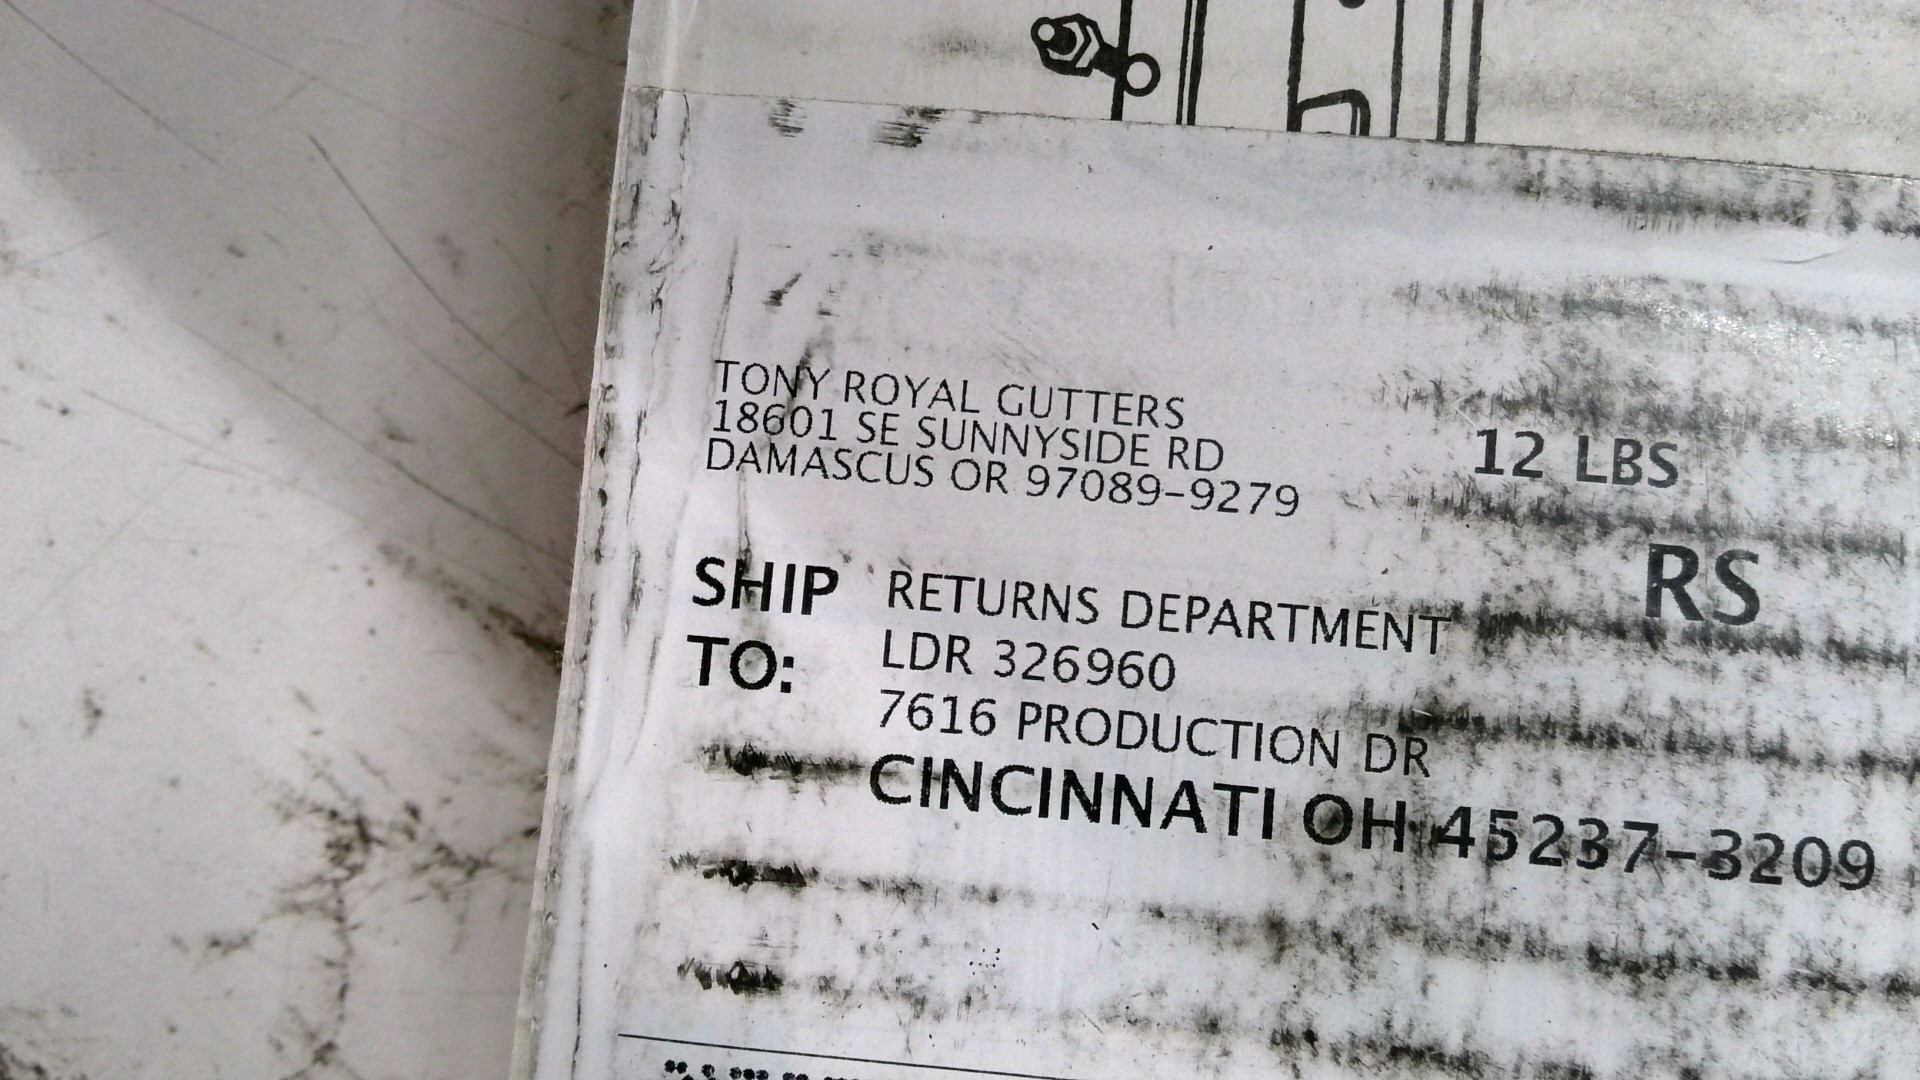 TONY ROYAL GUTTERS
18601 SE SUNNYSIDE RD
DAMASCUS OR 97089-9279
12 LBS
RS
SHIP TO:
RETURNS DEPARTMENT
LDR 326960
7616 PRODUCTION DR
CINCINNATI OH 45237-3209